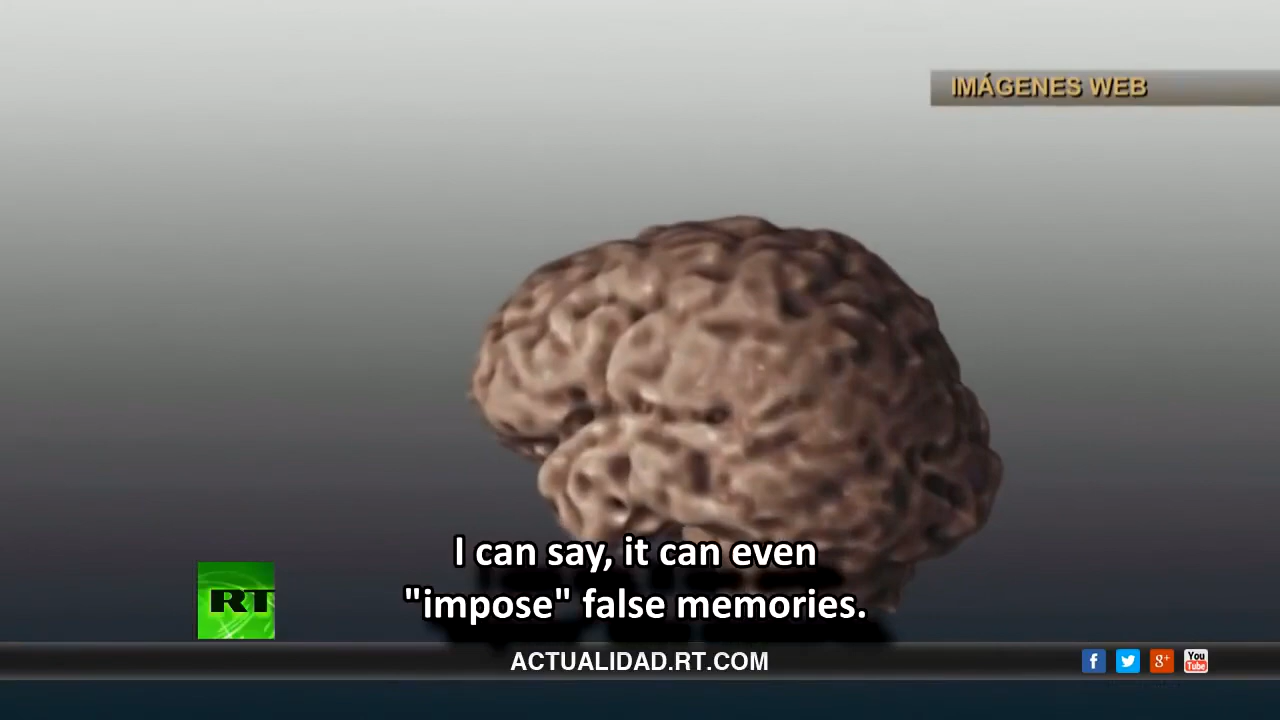 IMÁGENES WEB
I can say, it can even
"impose" false memories.
RT
ACTUALIDAD.RT.COM
f
g+
You
Tube